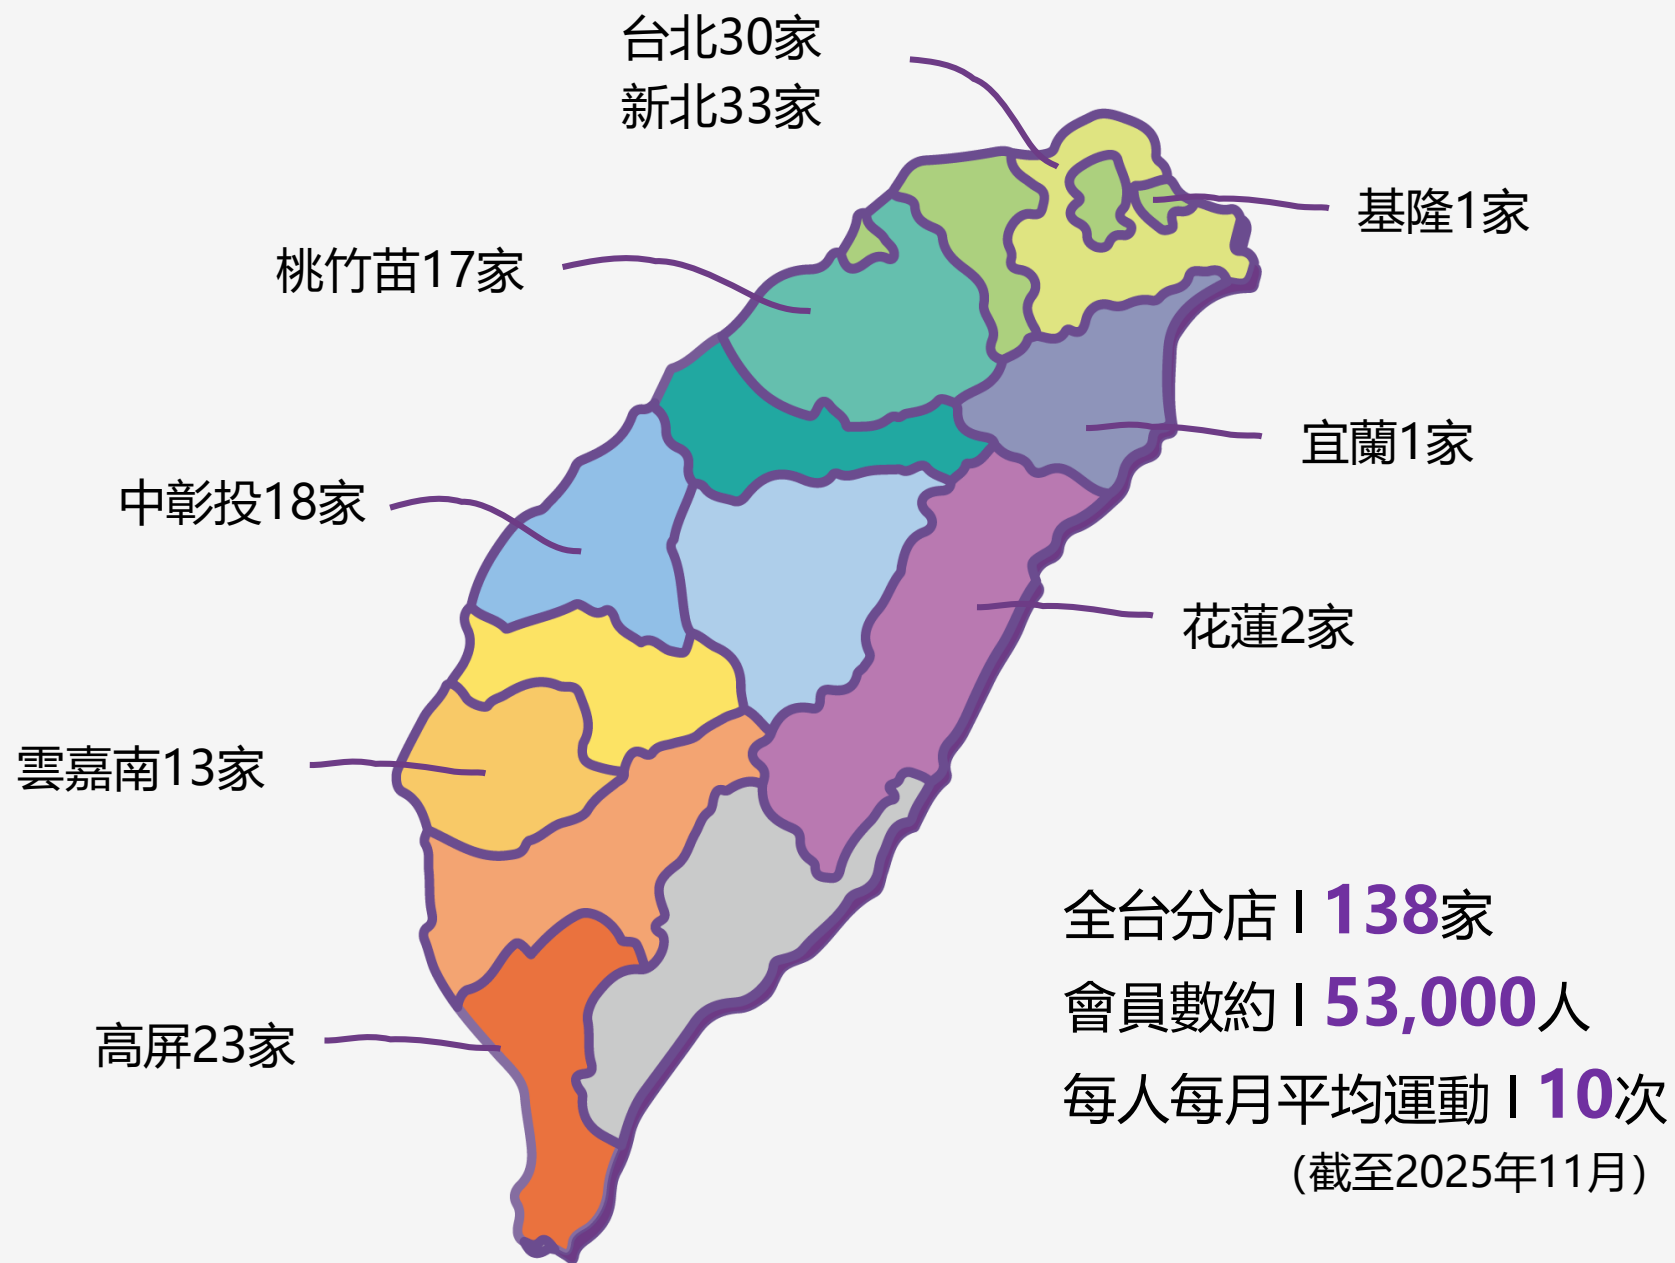 台北30家
新北33家
基隆1家
桃竹苗17家
宜蘭1家
中彰投18家
花蓮2家
雲嘉南13家
高屏23家
全台分店 | 138家
會員數約 | 53,000人
每人每月平均運動 | 10次
(截至2025年11月)